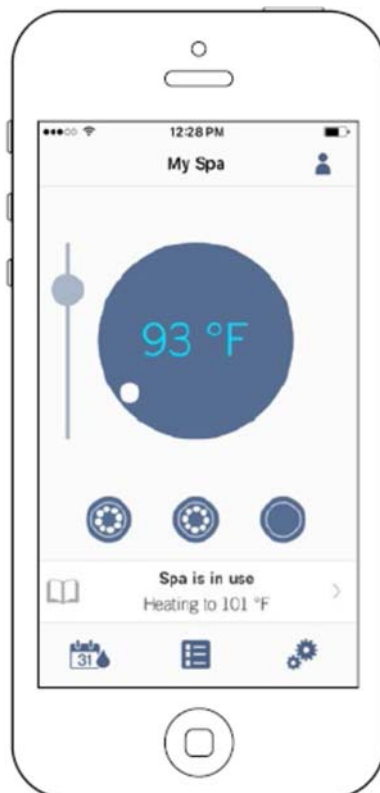 12:28 PM
My Spa
93 °F
Spa is in use
Heating to 101 °F
31